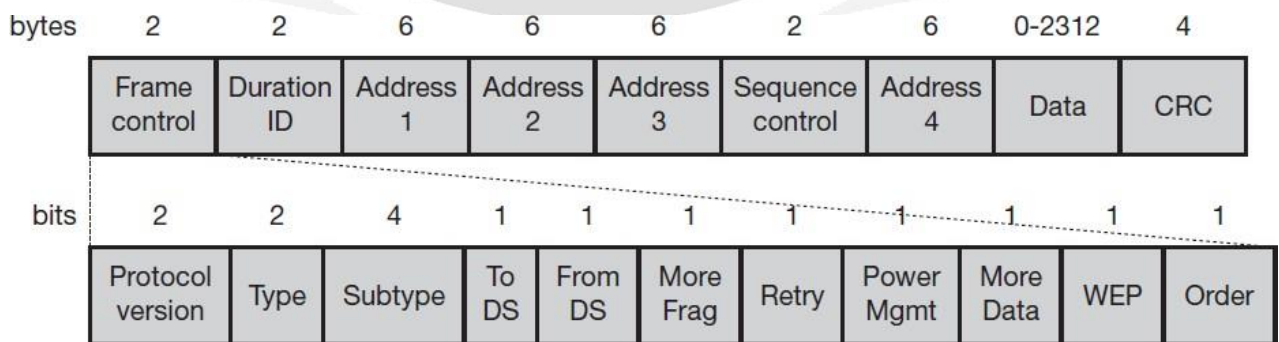 bytes 2 2 6 6 6 2 6 0-2312 4
Frame control Duration ID Address 1 Address 2 Address 3 Sequence control Address 4 Data CRC
bits 2 2 4 1 1 1 1 1 1 1 1
Protocol version Type Subtype To DS From DS More Frag Retry Power Mgmt More Data WEP Order